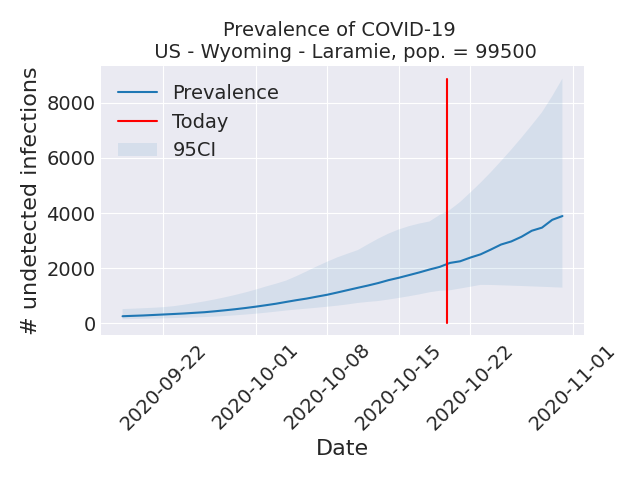 Prevalence of COVID-19
US - Wyoming - Laramie, pop. = 99500
# undetected infections
8000
6000
4000
2000
0
Prevalence
Today
95CI
2020-09-22
2020-10-01
2020-10-08
2020-10-15
2020-10-22
2020-11-01
Date